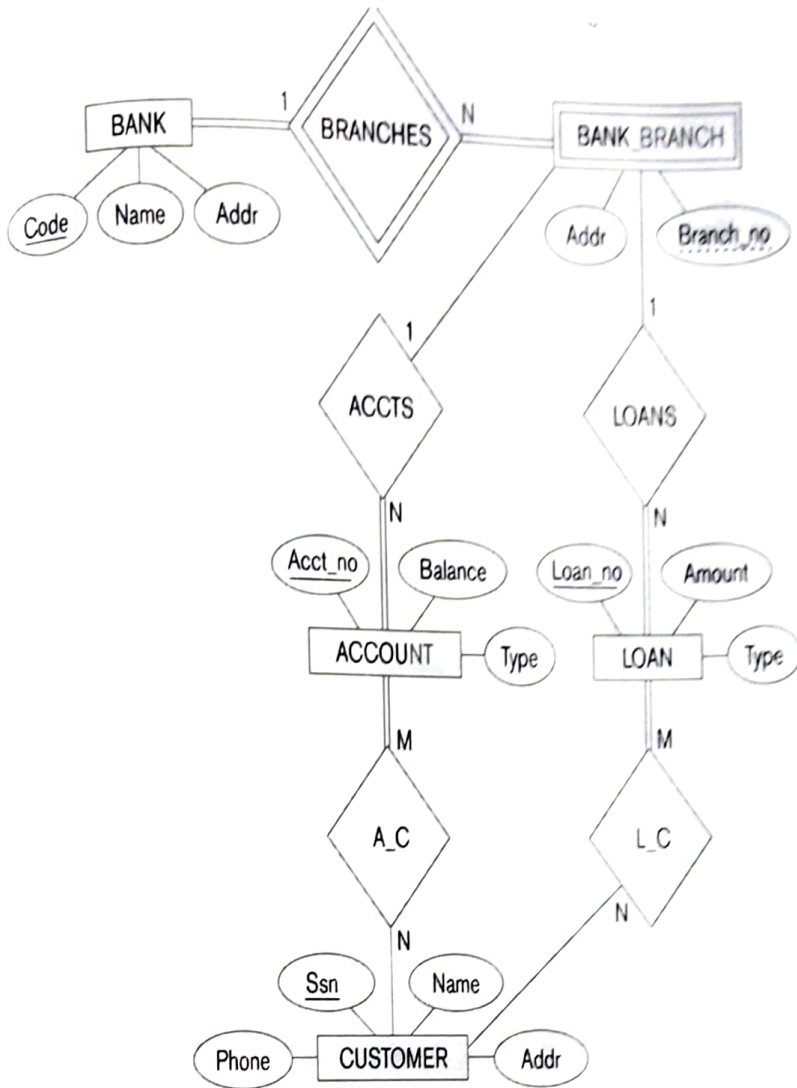 1
N
BANK
BRANCHES
BANK_BRANCH
Code
Name
Addr
Addr
Branch_no
1
1
ACCTS
LOANS
N
N
Acct_no
Balance
Loan_no
Amount
ACCOUNT
Type
LOAN
Type
M
M
A_C
L_C
N
N
Ssn
Name
Phone
CUSTOMER
Addr